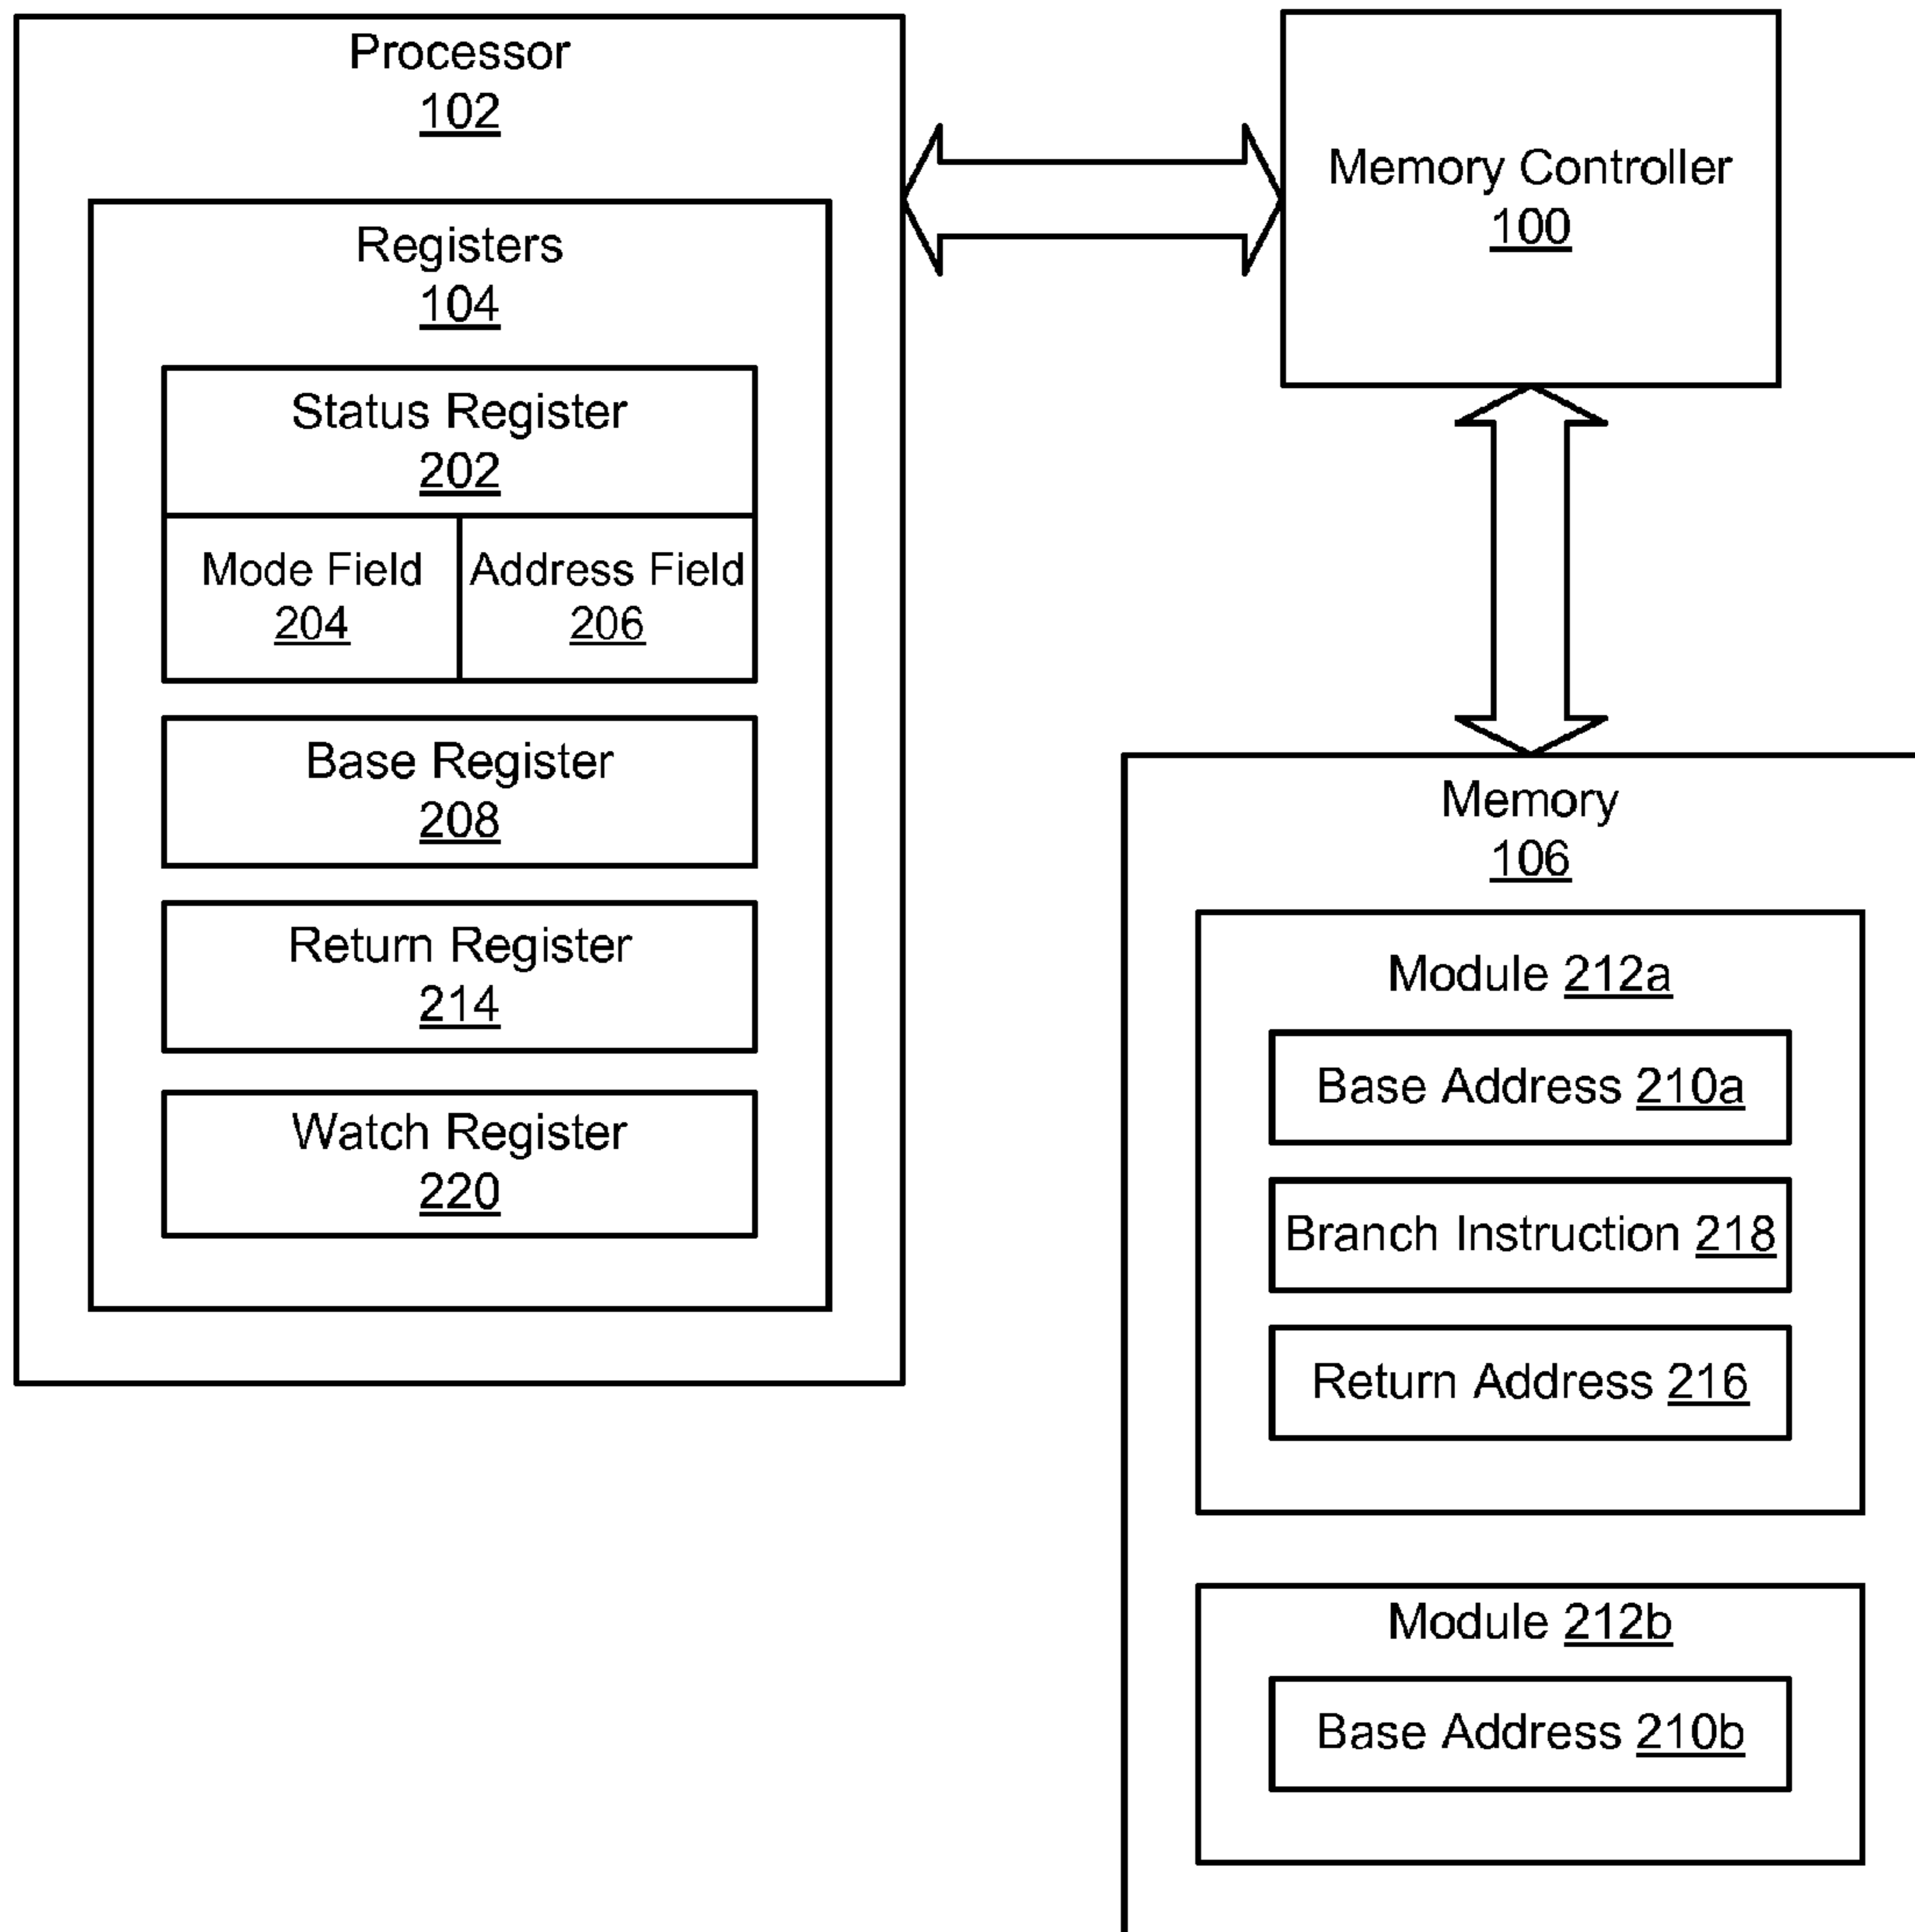 Processor
102
Registers
104
Status Register
202
Mode Field
204
Address Field
206
Base Register
208
Return Register
214
Watch Register
220
Memory Controller
100
Memory
106
Module 212a
Base Address 210a
Branch Instruction 218
Return Address 216
Module 212b
Base Address 210b